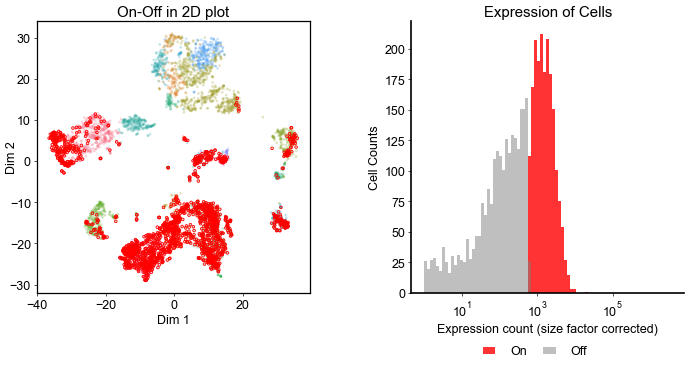 On-Off in 2D plot
Dim 2
30
20
10
0
−10
−20
−30
−40
−20
0
20
Dim 1
Expression of Cells
Cell Counts
200
175
150
125
100
75
50
25
0
10^1
10^3
10^5
Expression count (size factor corrected)
On
Off